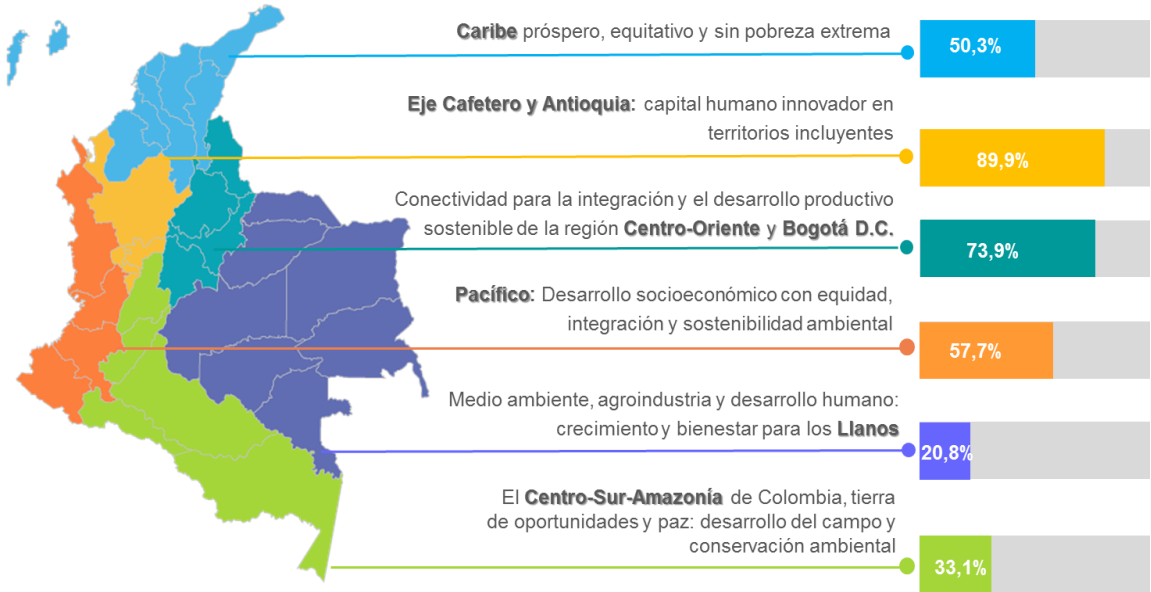 Caribe próspero, equitativo y sin pobreza extrema
50,3%
Eje Cafetero y Antioquia: capital humano innovador en
territorios incluyentes
89,9%
Conectividad para la integración y el desarrollo productivo
sostenible de la región Centro-Oriente y Bogotá D.C.
73,9%
Pacífico: Desarrollo socioeconómico con equidad,
integración y sostenibilidad ambiental
57,7%
Medio ambiente, agroindustria y desarrollo humano:
crecimiento y bienestar para los Llanos
20,8%
El Centro-Sur-Amazonía de Colombia, tierra
de oportunidades y paz: desarrollo del campo y
conservación ambiental
33,1%